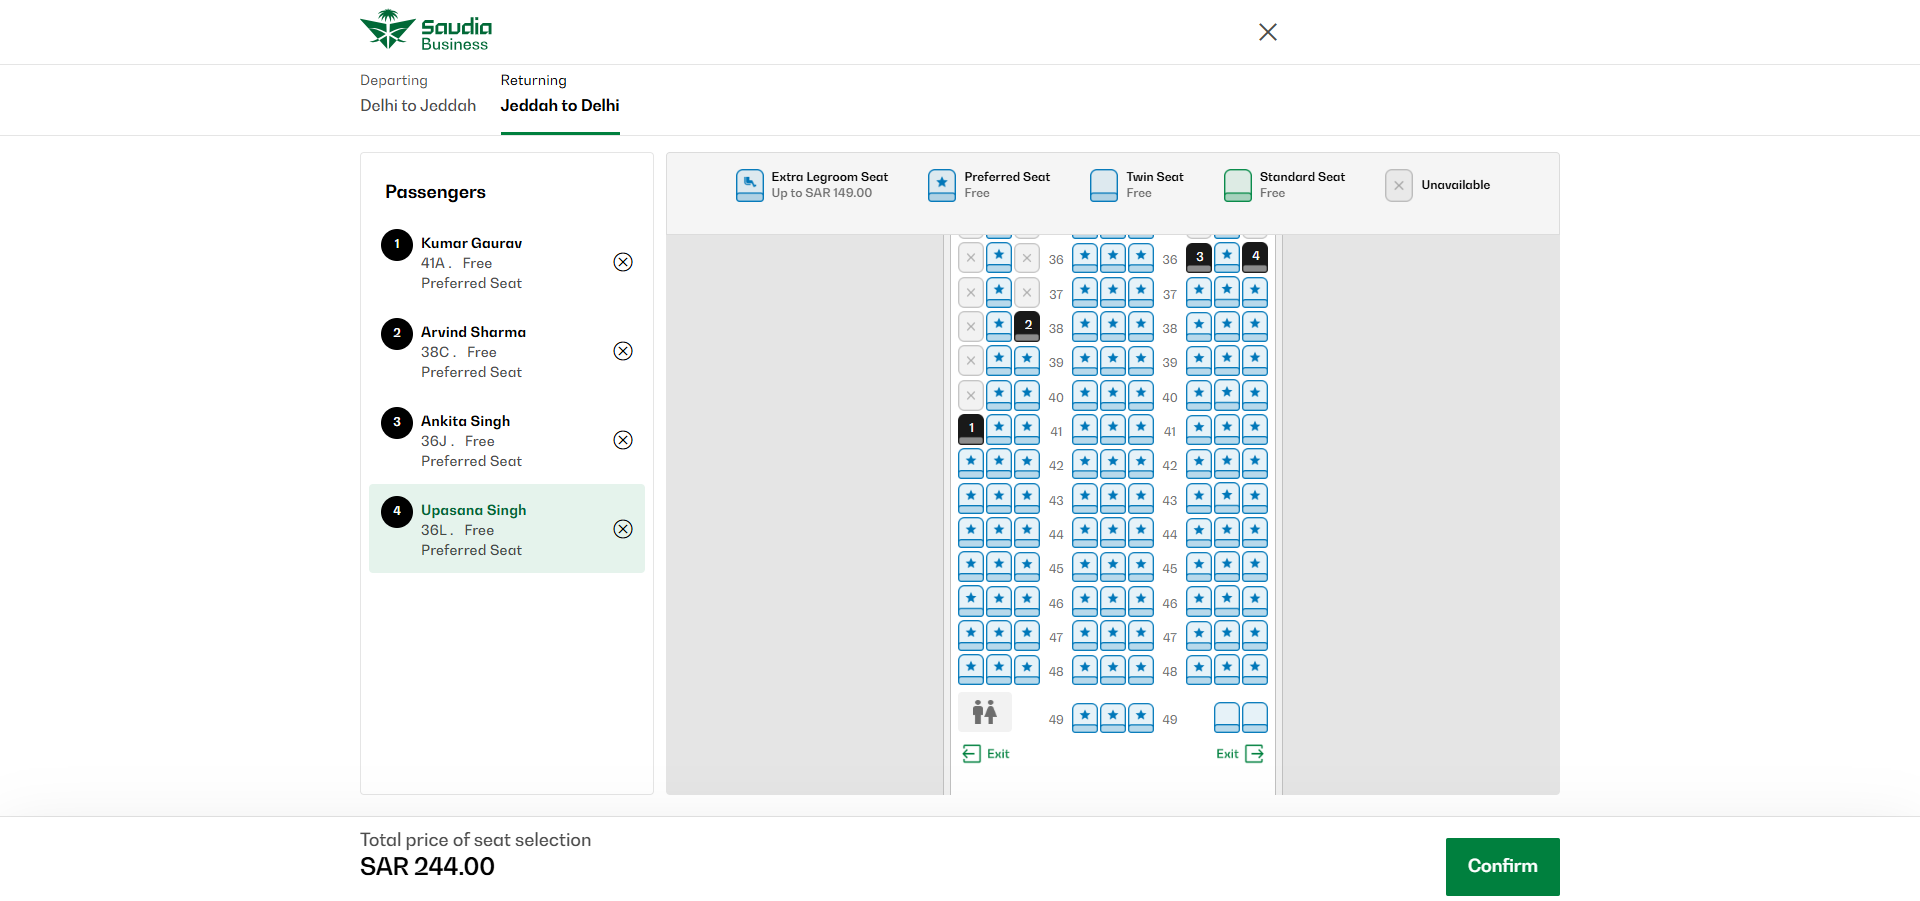 Saudia
Business
Departing
Delhi to Jeddah
Returning
Jeddah to Delhi
Passengers
1
Kumar Gaurav
41A . Free
Preferred Seat
2
Arvind Sharma
38C . Free
Preferred Seat
3
Ankita Singh
36J . Free
Preferred Seat
4
Upasana Singh
36L . Free
Preferred Seat
Extra Legroom Seat
Up to SAR 149.00
Preferred Seat
Free
Twin Seat
Free
Standard Seat
Free
Unavailable
36 36 3 4
37 37
2 38 38
39 39
40 40
1 41 41
42 42
43 43
44 44
45 45
46 46
47 47
48 48
49 49
Exit Exit
Total price of seat selection
SAR 244.00
Confirm